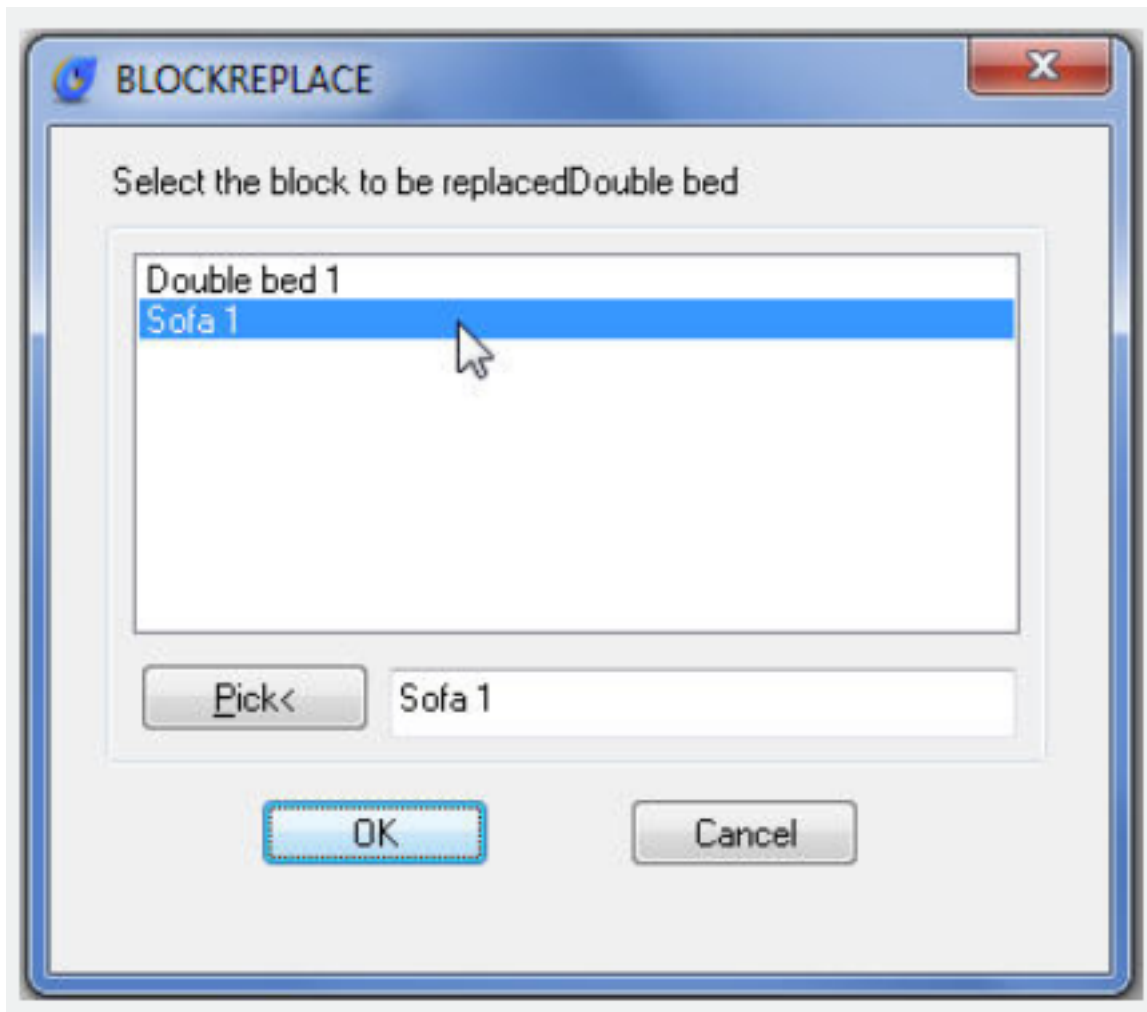 BLOCKREPLACE
Select the block to be replacedDouble bed
Double bed 1
Sofa 1
Pick< Sofa 1
OK Cancel